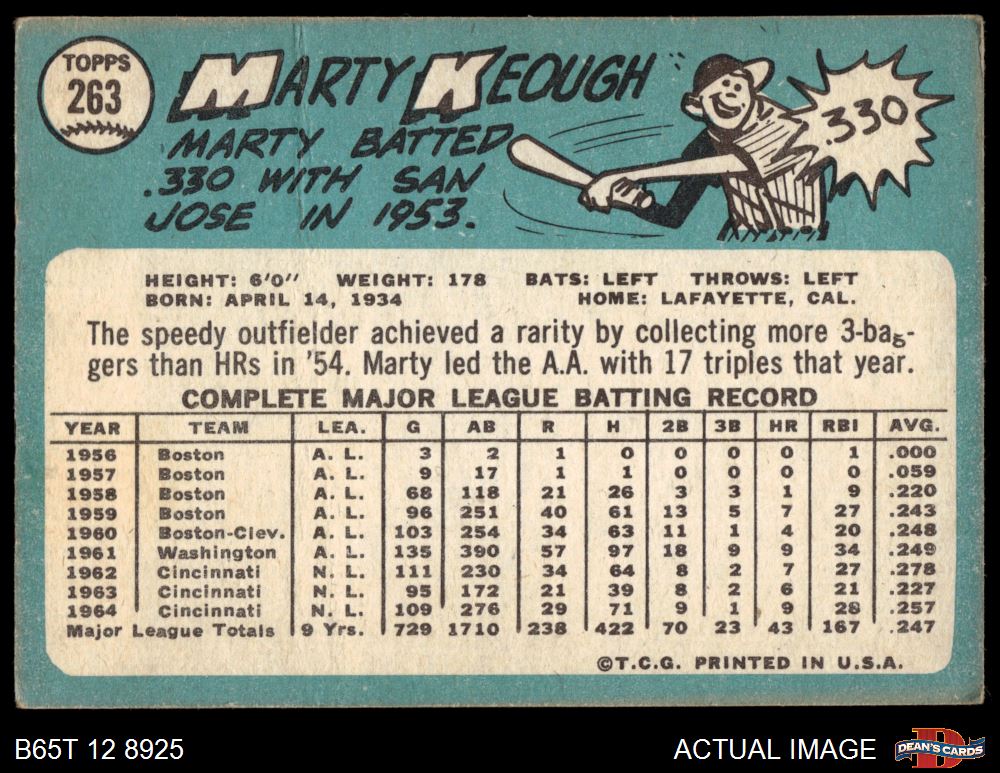 TOPPS
263
MARTY KEOUGH
MARTY BATTED
.330 WITH SAN
JOSE IN 1953.
.330
HEIGHT: 6'0" WEIGHT: 178 BATS: LEFT THROWS: LEFT
BORN: APRIL 14, 1934 HOME: LAFAYETTE, CAL.
The speedy outfielder achieved a rarity by collecting more 3-bag-
gers than HRs in '54. Marty led the A.A. with 17 triples that year.
COMPLETE MAJOR LEAGUE BATTING RECORD
YEAR TEAM LEA. G AB R H 2B 3B HR RBI AVG.
1956 Boston A. L. 3 2 1 0 0 0 0 1 .000
1957 Boston A. L. 9 17 1 1 0 0 0 0 .059
1958 Boston A. L. 68 118 21 26 3 3 1 9 .220
1959 Boston A. L. 96 251 40 61 13 5 7 27 .243
1960 Boston-Clev. A. L. 103 254 34 63 11 1 4 20 .248
1961 Washington A. L. 135 390 57 97 18 9 9 34 .249
1962 Cincinnati N. L. 111 230 34 64 8 2 7 27 .278
1963 Cincinnati N. L. 95 172 21 39 8 2 6 21 .227
1964 Cincinnati N. L. 109 276 29 71 9 1 9 28 .257
Major League Totals 9 Yrs. 729 1710 238 422 70 23 43 167 .247
©T.C.G. PRINTED IN U.S.A.
B65T 12 8925 ACTUAL IMAGE
D
DEAN'S CARDS